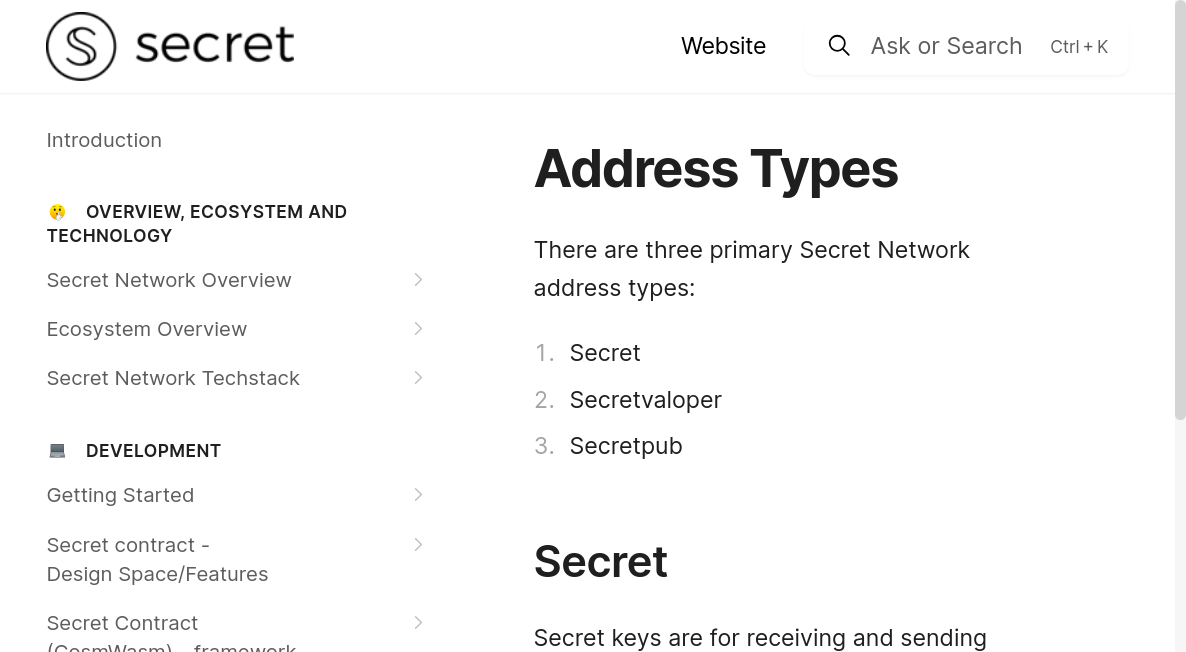 secret
Website
Ask or Search
Ctrl + K
Introduction
OVERVIEW, ECOSYSTEM AND
TECHNOLOGY
Secret Network Overview
Ecosystem Overview
Secret Network Techstack
DEVELOPMENT
Getting Started
Secret contract -
Design Space/Features
Secret Contract
(CosmWasm) - framework
Address Types
There are three primary Secret Network
address types:
1. Secret
2. Secretvaloper
3. Secretpub
Secret
Secret keys are for receiving and sending